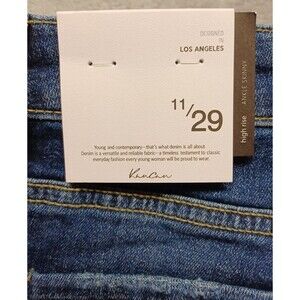 DESIGNED
IN
LOS ANGELES
11/29
high rise
ANKLE SKINNY
Young and contemporary—that's what denim is all about
Denim is a versatile and reliable fabric—a timeless testament to classic
everyday fashion every young woman will be proud to wear.
KanCan